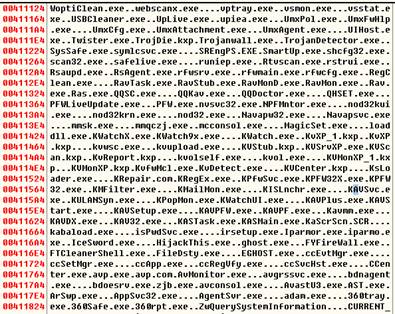 00411124 WoptiClean.exe..webscanx.exe...vptray.exe..vsmon.exe...vsstat.e
00411164 xe..USBCleaner.exe..UpLive..upiea.exe...UmxPol.exe..UmxFwHlp
004111A4 .exe....UmxCfg.exe..UmxAttachment.exe...UmxAgent.exe....UIHost.e
004111E4 xe..Twister.exe.TrojDie.kxp.Trojanwall.exe..TrojanDetector.exe..
00411224 SysSafe.exe.symlcsvc.exe....SREngPS.EXE.SmartUp.exe.shcfg32.exe.
00411264 scan32.exe..safelive.exe....runiep.exe..Rtvscan.exe.rstrui.exe..
004112A4 Rsaupd.exe..RsAgent.exe.rfwsrv.exe..rfwmain.exe.rfwcfg.exe..RegC
004112E4 lean.exe....RavTask.exe.RavStub.exe.RavMonD.exe.RavMon.exe..Rav.
00411324 exe.Ras.exe.QQSC.exe....QQKav.exe...QQDoctor.exe....QHSET.exe...
00411364 PFWLiveUpdate.exe...PFW.exe.nvsvc32.exe.NPFMntor.exe....nod32kui
004113A4 .exe....nod32krn.exe....nod32.exe...Navapw32.exe....Navapsvc.exe
004113E4 ....mmsk.exe....mmqczj.exe..mcconsol.exe....MagicSet.exe....load
00411424 dll.exe.KWatchX.exe.KWatch9x.exe....KWatch.exe..KvXP_1.kxp..KvXP
00411464 .kxp....kvwsc.exe...kvupload.exe....KVStub.kxp..KVSrvXP.exe.KVSc
004114A4 an.kxp..KvReport.kxp....kvolself.exe....kvol.exe....KVMonXP_1.kx
004114E4 p...KVMonXP.kxp.KvfwMcl.exe.KvDetect.exe....KVCenter.kxp....KsLo
00411524 ader.exe....KRepair.com.KRegEx.exe..KPfwSvc.exe.KPFW32X.exe.KPFW
00411564 32.exe..KMFilter.exe....KMailMon.exe....KISLnchr.exe....KAVSvc.e
004115A4 xe..KULANSyn.exe....KPopMon.exe.KWatchUI.exe....KAVPlus.exe.KAVS
004115E4 tart.exe....KAVSetup.exe....KAVPFW.exe..KAVPF.exe...Kavmm.exe...
00411624 KAVDX.exe...KAV32.exe...KASTask.exe.KASMain.exe.KaScrScn.SCR....
00411664 kabaload.exe....isPwdSvc.exe....irsetup.exe.Iparmor.exe.iparmo.e
004116A4 xe..IceSword.exe....HijackThis.exe..ghost.exe...FYFireWall.exe..
004116E4 FTCleanerShell.exe..FileDsty.exe....EGHOST.exe..ccEvtMgr.exe....
00411724 ccSetMgr.exe....ccApp.exe...ccRegVfy.exe....ccSvcHst.exe....CCen
00411764 ter.exe.avp.exe.avp.com.AvMonitor.exe...avgrssvc.exe....bdnagent
004117A4 .exe....bdoesrv.exe.zjb.exe.avconsol.exe....AvastU3.exe.AST.exe.
004117E4 ArSwp.exe...AppSvc32.exe....AgentSvr.exe....adam.exe....360tray.
00411824 exe.360Safe.exe.360rpt.exe..ZwQuerySystemInformation....CURRENT_